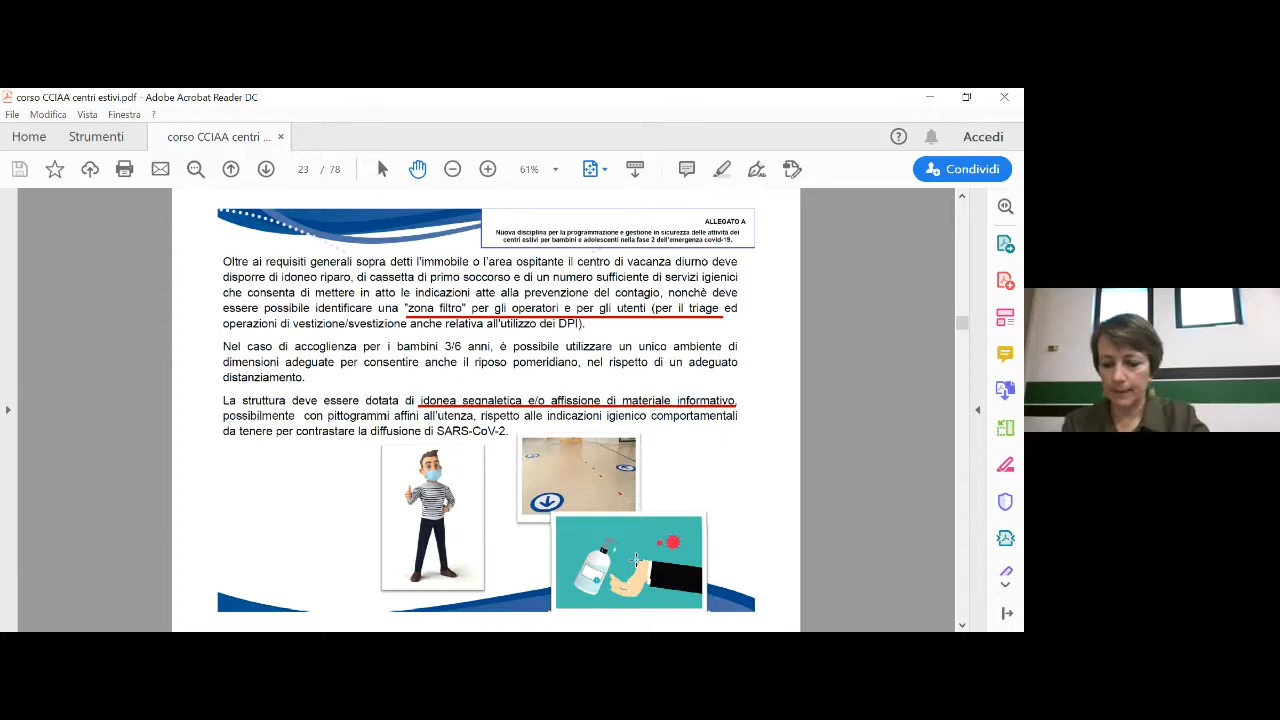 corso CCIAA centri estivi.pdf - Adobe Acrobat Reader DC
File Modifica Vista Finestra ?
Home Strumenti corso CCIAA centri ... × Accedi
23 / 78 61% Condividi
ALLEGATO A
Nuova disciplina per la programmazione e gestione in sicurezza delle attività dei
centri estivi per bambini e adolescenti nella fase 2 dell'emergenza covid-19.
Oltre ai requisiti generali sopra detti l'immobile o l'area ospitante il centro di vacanza diurno deve
disporre di idoneo riparo, di cassetta di primo soccorso e di un numero sufficiente di servizi igienici
che consenta di mettere in atto le indicazioni atte alla prevenzione del contagio, nonchè deve
essere possibile identificare una "zona filtro" per gli operatori e per gli utenti (per il triage ed
operazioni di vestizione/svestizione anche relativa all'utilizzo dei DPI).
Nel caso di accoglienza per i bambini 3/6 anni, è possibile utilizzare un unico ambiente di
dimensioni adeguate per consentire anche il riposo pomeridiano, nel rispetto di un adeguato
distanziamento.
La struttura deve essere dotata di idonea segnaletica e/o affissione di materiale informativo,
possibilmente con pittogrammi affini all'utenza, rispetto alle indicazioni igienico comportamentali
da tenere per contrastare la diffusione di SARS-CoV-2.